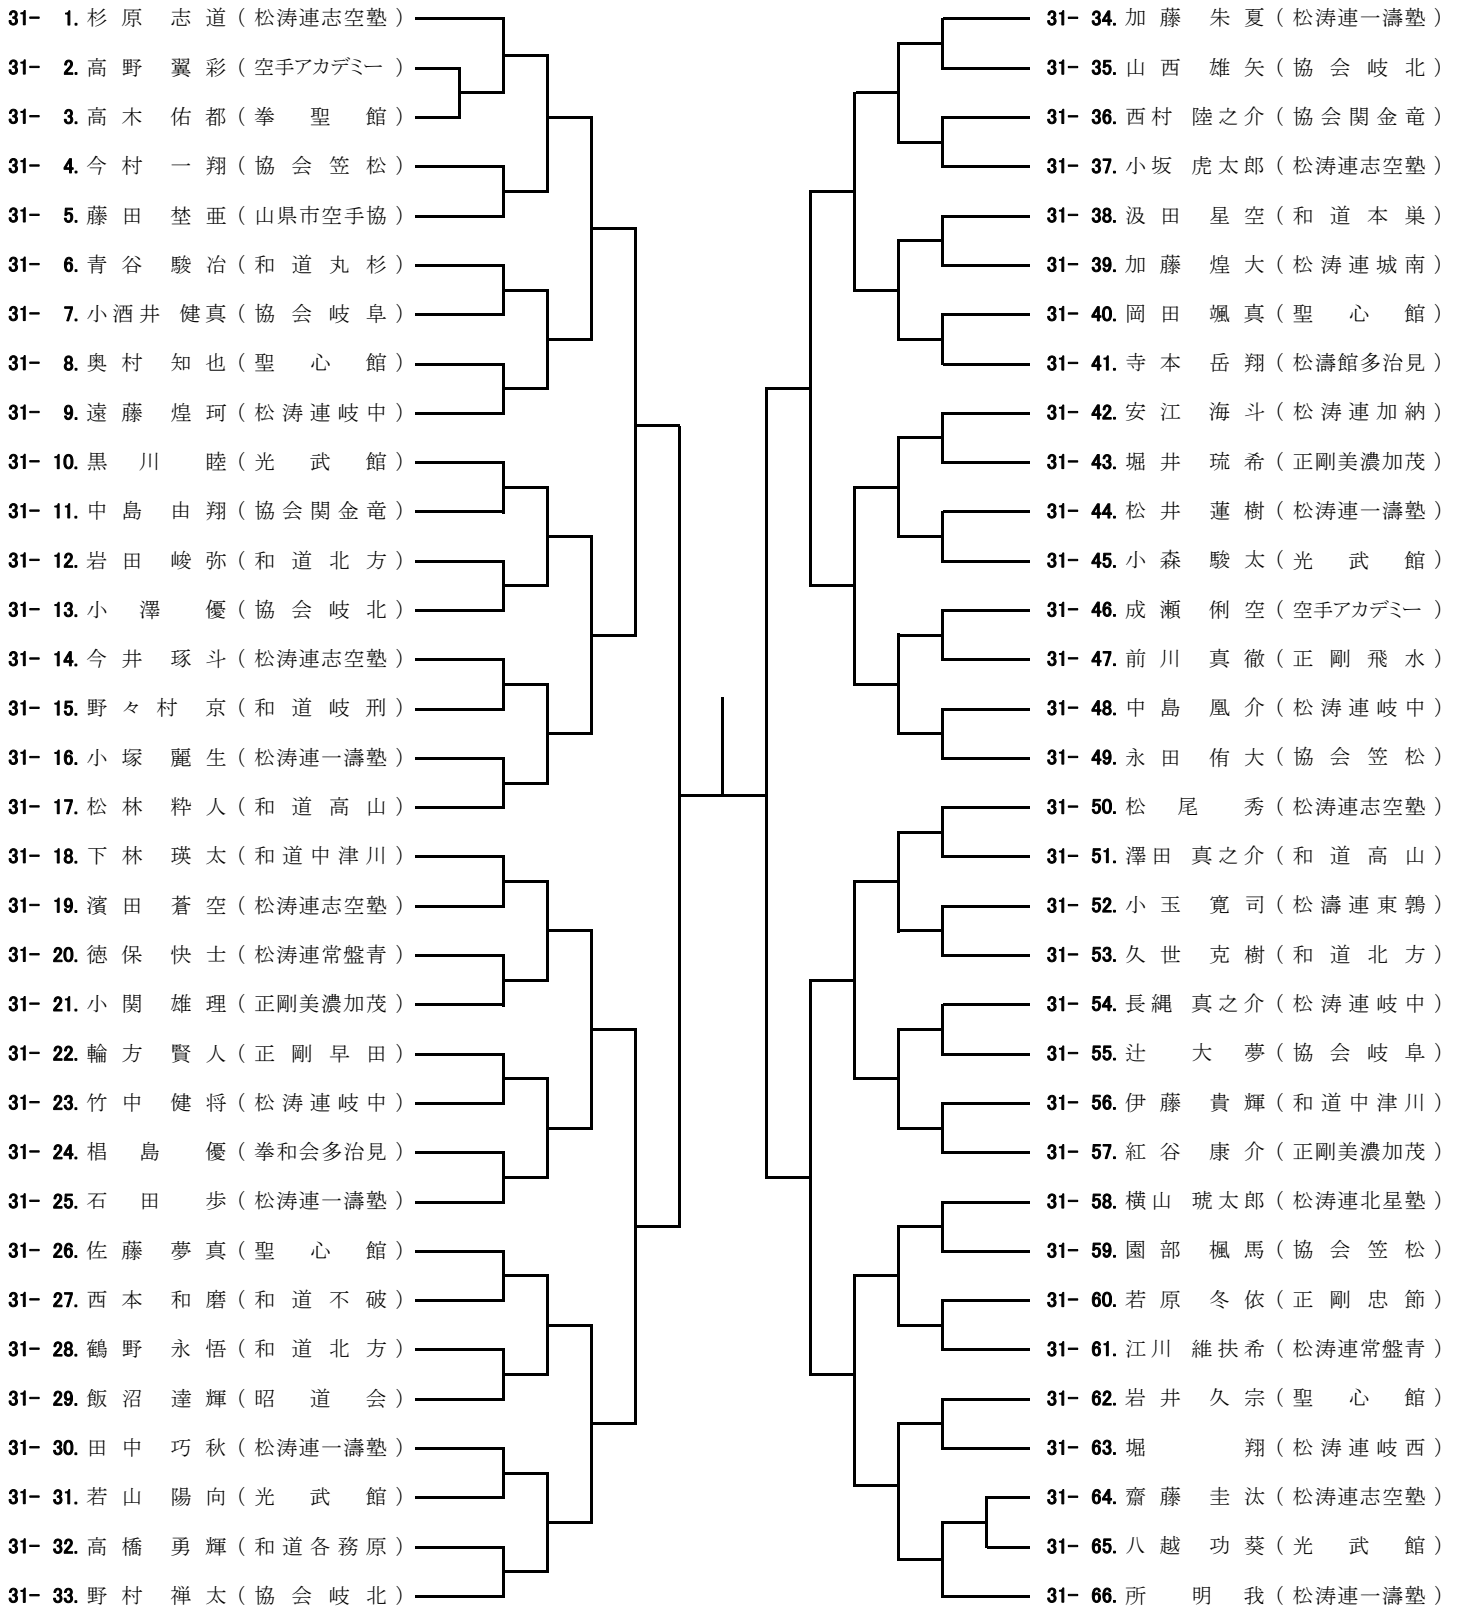 31- 1. 杉原 志道 ( 松涛連志空塾 )
31- 2. 高野 翼彩 ( 空手アカデミー )
31- 3. 高木 佑都 ( 拳聖館 )
31- 4. 今村 一翔 ( 協会笠松 )
31- 5. 藤田 埜亜 ( 山県市空手協 )
31- 6. 青谷 駿冶 ( 和道丸杉 )
31- 7. 小酒井 健真 ( 協会岐阜 )
31- 8. 奥村 知也 ( 聖心館 )
31- 9. 遠藤 煌珂 ( 松涛連岐中 )
31- 10. 黒川 睦 ( 光武館 )
31- 11. 中島 由翔 ( 協会関金竜 )
31- 12. 岩田 峻弥 ( 和道北方 )
31- 13. 小澤 優 ( 協会岐北 )
31- 14. 今井 琢斗 ( 松涛連志空塾 )
31- 15. 野々村 京 ( 和道岐刑 )
31- 16. 小塚 麗生 ( 松涛連一濤塾 )
31- 17. 松林 粋人 ( 和道高山 )
31- 18. 下林 瑛太 ( 和道中津川 )
31- 19. 濱田 蒼空 ( 松涛連志空塾 )
31- 20. 徳保 快士 ( 松涛連常盤青 )
31- 21. 小関 雄理 ( 正剛美濃加茂 )
31- 22. 輪方 賢人 ( 正剛早田 )
31- 23. 竹中 健将 ( 松涛連岐中 )
31- 24. 椙島 優 ( 拳和会多治見 )
31- 25. 石田 歩 ( 松涛連一濤塾 )
31- 26. 佐藤 夢真 ( 聖心館 )
31- 27. 西本 和磨 ( 和道不破 )
31- 28. 鶴野 永悟 ( 和道北方 )
31- 29. 飯沼 達輝 ( 昭道会 )
31- 30. 田中 巧秋 ( 松涛連一濤塾 )
31- 31. 若山 陽向 ( 光武館 )
31- 32. 高橋 勇輝 ( 和道各務原 )
31- 33. 野村 禅太 ( 協会岐北 )
31- 34. 加藤 朱夏 ( 松涛連一濤塾 )
31- 35. 山西 雄矢 ( 協会岐北 )
31- 36. 西村 陸之介 ( 協会関金竜 )
31- 37. 小坂 虎太郎 ( 松涛連志空塾 )
31- 38. 汲田 星空 ( 和道本巣 )
31- 39. 加藤 煌大 ( 松涛連城南 )
31- 40. 岡田 颯真 ( 聖心館 )
31- 41. 寺本 岳翔 ( 松濤館多治見 )
31- 42. 安江 海斗 ( 松涛連加納 )
31- 43. 堀井 琉希 ( 正剛美濃加茂 )
31- 44. 松井 蓮樹 ( 松涛連一濤塾 )
31- 45. 小森 駿太 ( 光武館 )
31- 46. 成瀬 俐空 ( 空手アカデミー )
31- 47. 前川 真徹 ( 正剛飛水 )
31- 48. 中島 凰介 ( 松涛連岐中 )
31- 49. 永田 侑大 ( 協会笠松 )
31- 50. 松尾 秀 ( 松涛連志空塾 )
31- 51. 澤田 真之介 ( 和道高山 )
31- 52. 小玉 寛司 ( 松濤連東鶉 )
31- 53. 久世 克樹 ( 和道北方 )
31- 54. 長縄 真之介 ( 松涛連岐中 )
31- 55. 辻 大夢 ( 協会岐阜 )
31- 56. 伊藤 貴輝 ( 和道中津川 )
31- 57. 紅谷 康介 ( 正剛美濃加茂 )
31- 58. 横山 琥太郎 ( 松涛連北星塾 )
31- 59. 園部 楓馬 ( 協会笠松 )
31- 60. 若原 冬依 ( 正剛忠節 )
31- 61. 江川 維扶希 ( 松涛連常盤青 )
31- 62. 岩井 久宗 ( 聖心館 )
31- 63. 堀 翔 ( 松涛連岐西 )
31- 64. 齋藤 圭汰 ( 松涛連志空塾 )
31- 65. 八越 功葵 ( 光武館 )
31- 66. 所 明我 ( 松涛連一濤塾 )